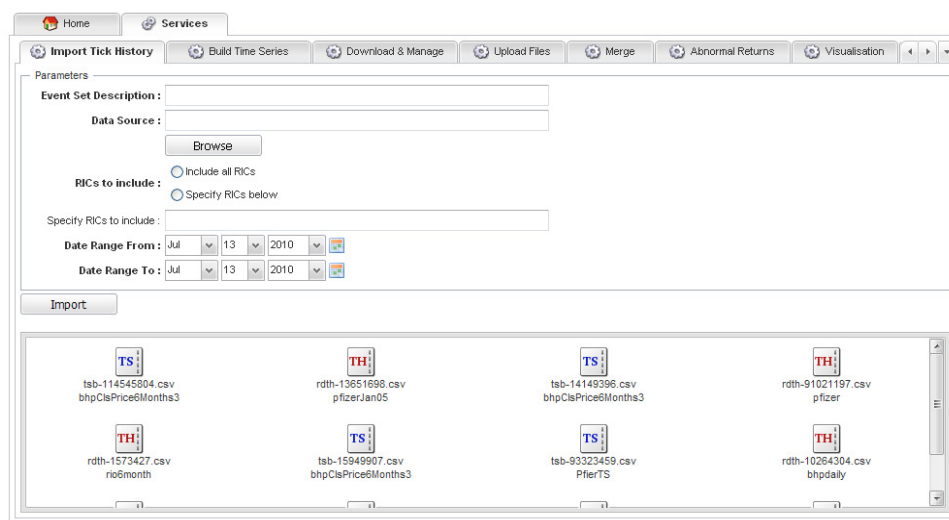 Home Services
Import Tick History Build Time Series Download & Manage Upload Files Merge Abnormal Returns Visualisation
Parameters
Event Set Description :
Data Source :
Browse
Include all RICs
RICs to include :
Specify RICs below
Specify RICs to include :
Date Range From : Jul 13 2010
Date Range To : Jul 13 2010
Import
TS TH TS TH
tsb-114545804.csv rdth-13651698.csv tsb-14149396.csv rdth-91021197.csv
bhpClsPrice6Months3 pfizerJan05 bhpClsPrice6Months3 pfizer
TH TS TS TH
rdth-1573427.csv tsb-15949907.csv tsb-93323459.csv rdth-10264304.csv
rio6month bhpClsPrice6Months3 PfierTS bhpdaily